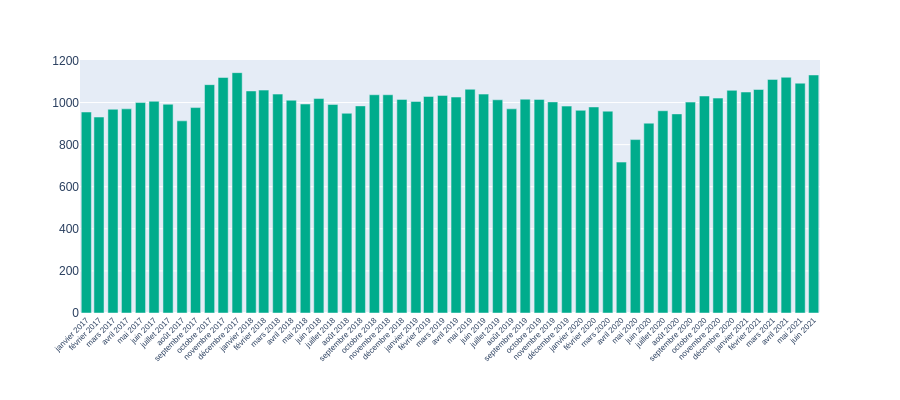 1200
1000
800
600
400
200
0
janvier 2017
février 2017
mars 2017
avril 2017
mai 2017
juin 2017
juillet 2017
août 2017
septembre 2017
octobre 2017
novembre 2017
décembre 2017
janvier 2018
février 2018
mars 2018
avril 2018
mai 2018
juin 2018
juillet 2018
août 2018
septembre 2018
octobre 2018
novembre 2018
décembre 2018
janvier 2019
février 2019
mars 2019
avril 2019
mai 2019
juin 2019
juillet 2019
août 2019
septembre 2019
octobre 2019
novembre 2019
décembre 2019
janvier 2020
février 2020
mars 2020
avril 2020
mai 2020
juin 2020
juillet 2020
août 2020
septembre 2020
octobre 2020
novembre 2020
décembre 2020
janvier 2021
février 2021
mars 2021
avril 2021
mai 2021
juin 2021